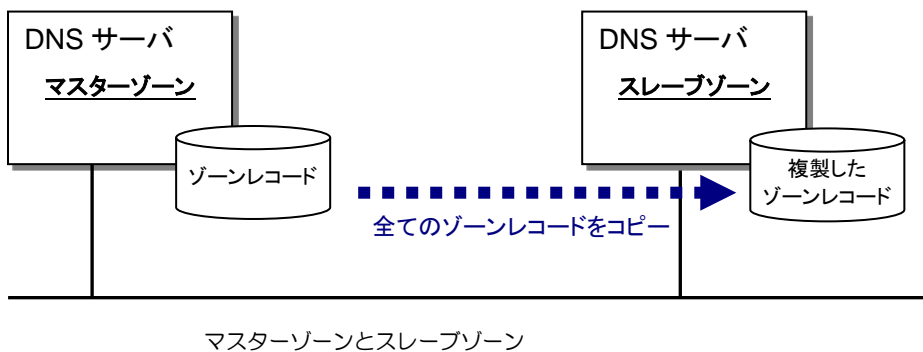 DNS サーバ
マスターゾーン
ゾーンレコード
DNS サーバ
スレーブゾーン
複製した
ゾーンレコード
全てのゾーンレコードをコピー
マスターゾーンとスレーブゾーン